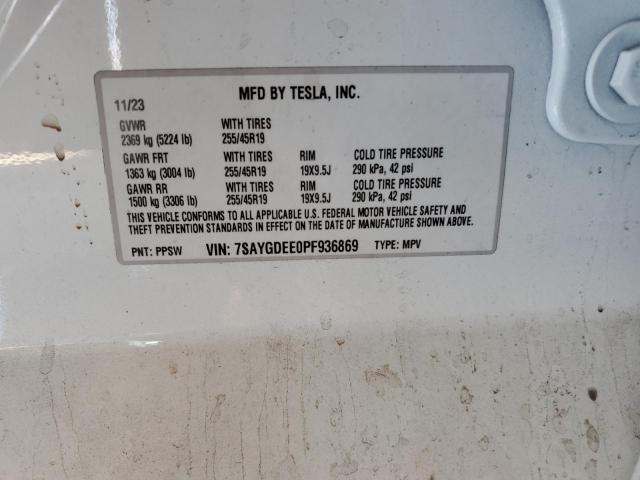 MFD BY TESLA, INC.
11/23
GVWR WITH TIRES
2369 kg (5224 lb) 255/45R19
GAWR FRT WITH TIRES RIM COLD TIRE PRESSURE
1363 kg (3004 lb) 255/45R19 19X9.5J 290 kPa, 42 psi
GAWR RR WITH TIRES RIM COLD TIRE PRESSURE
1500 kg (3306 lb) 255/45R19 19X9.5J 290 kPa, 42 psi
THIS VEHICLE CONFORMS TO ALL APPLICABLE U.S. FEDERAL MOTOR VEHICLE SAFETY AND
THEFT PREVENTION STANDARDS IN EFFECT ON THE DATE OF MANUFACTURE SHOWN ABOVE.
PNT: PPSW VIN: 7SAYGDEE0PF936869 TYPE: MPV